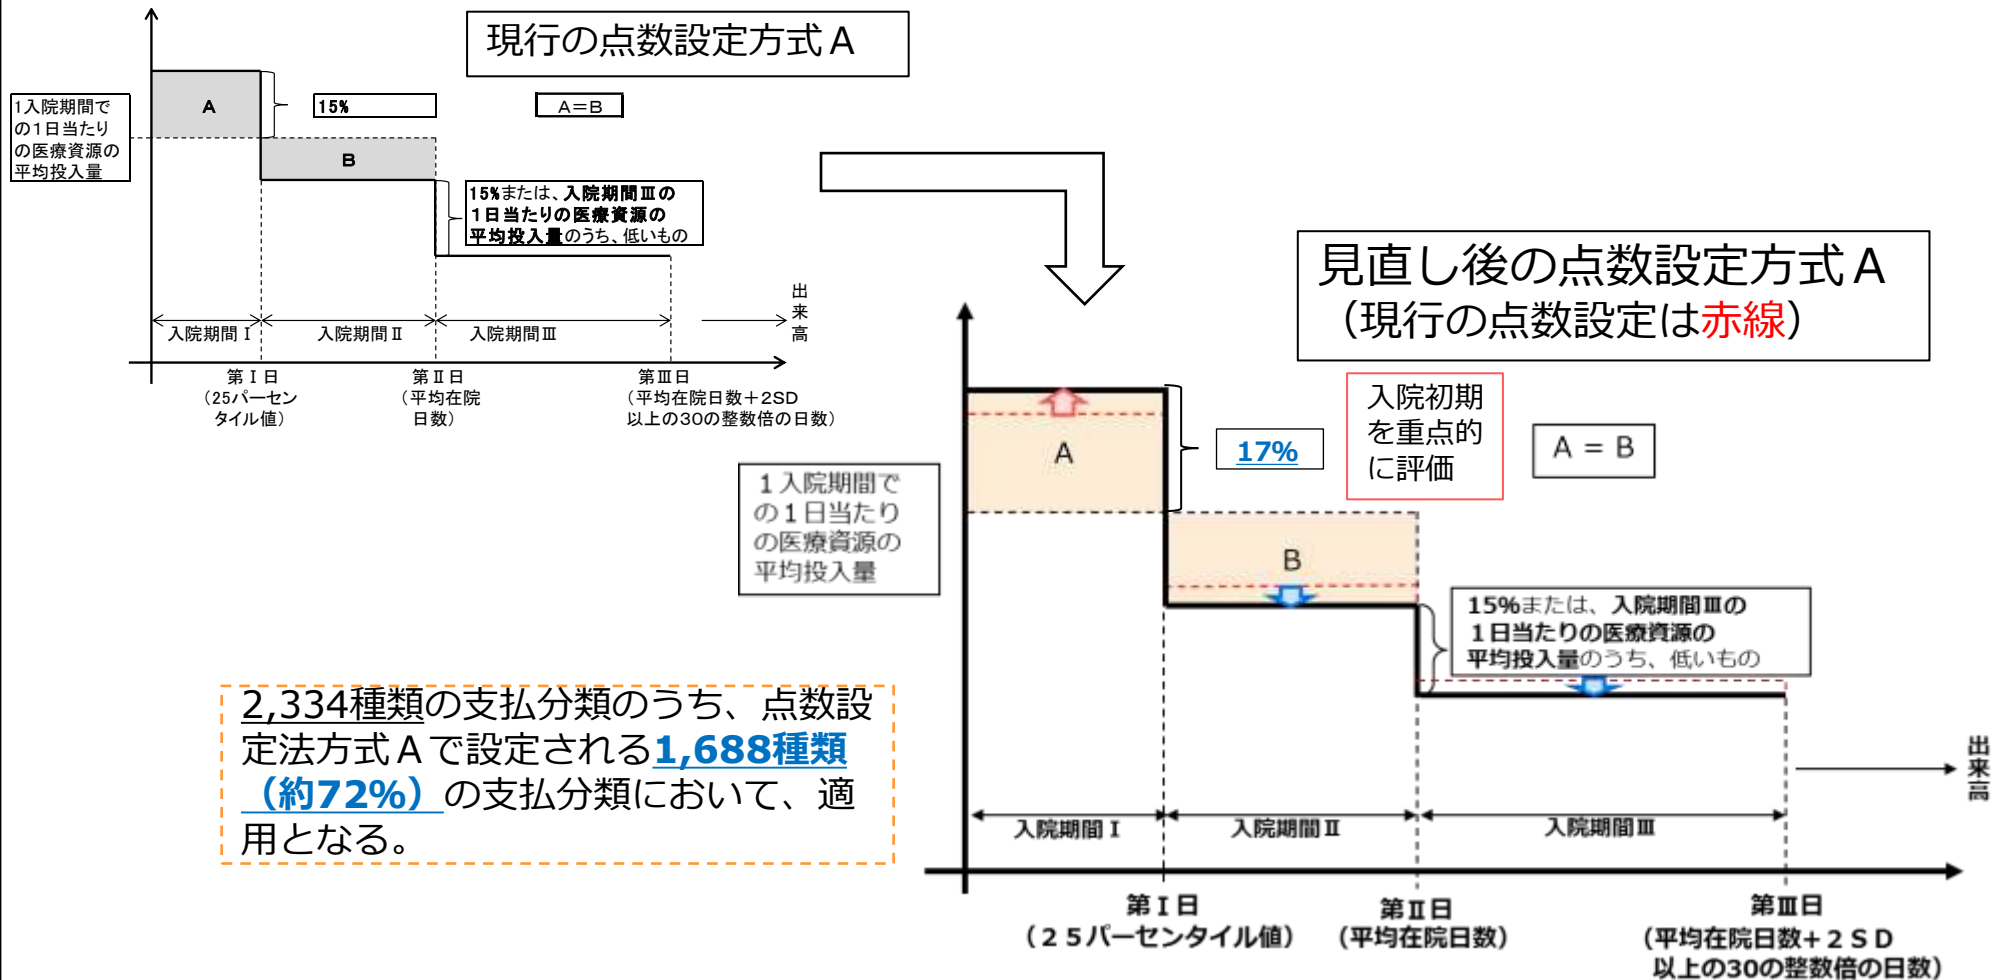 現行の点数設定方式A
1入院期間で
の1日当たり
の医療資源の
平均投入量
A
15%
A=B
B
15%または、入院期間Ⅲの
1日当たりの医療資源の
平均投入量のうち、低いもの
出来高
入院期間Ⅰ
入院期間Ⅱ
入院期間Ⅲ
第Ⅰ日
(25パーセン
タイル値)
第Ⅱ日
(平均在院
日数)
第Ⅲ日
(平均在院日数+2SD
以上の30の整数倍の日数)
見直し後の点数設定方式A
(現行の点数設定は赤線)
A
17%
入院初期
を重点的
に評価
A = B
1入院期間で
の1日当たり
の医療資源の
平均投入量
B
15%または、入院期間Ⅲの
1日当たりの医療資源の
平均投入量のうち、低いもの
2,334種類の支払分類のうち、点数設
定法方式Aで設定される1,688種類
(約72%)の支払分類において、適
用となる。
出来高
入院期間Ⅰ
入院期間Ⅱ
入院期間Ⅲ
第Ⅰ日
(25パーセンタイル値)
第Ⅱ日
(平均在院日数)
第Ⅲ日
(平均在院日数+2SD
以上の30の整数倍の日数)